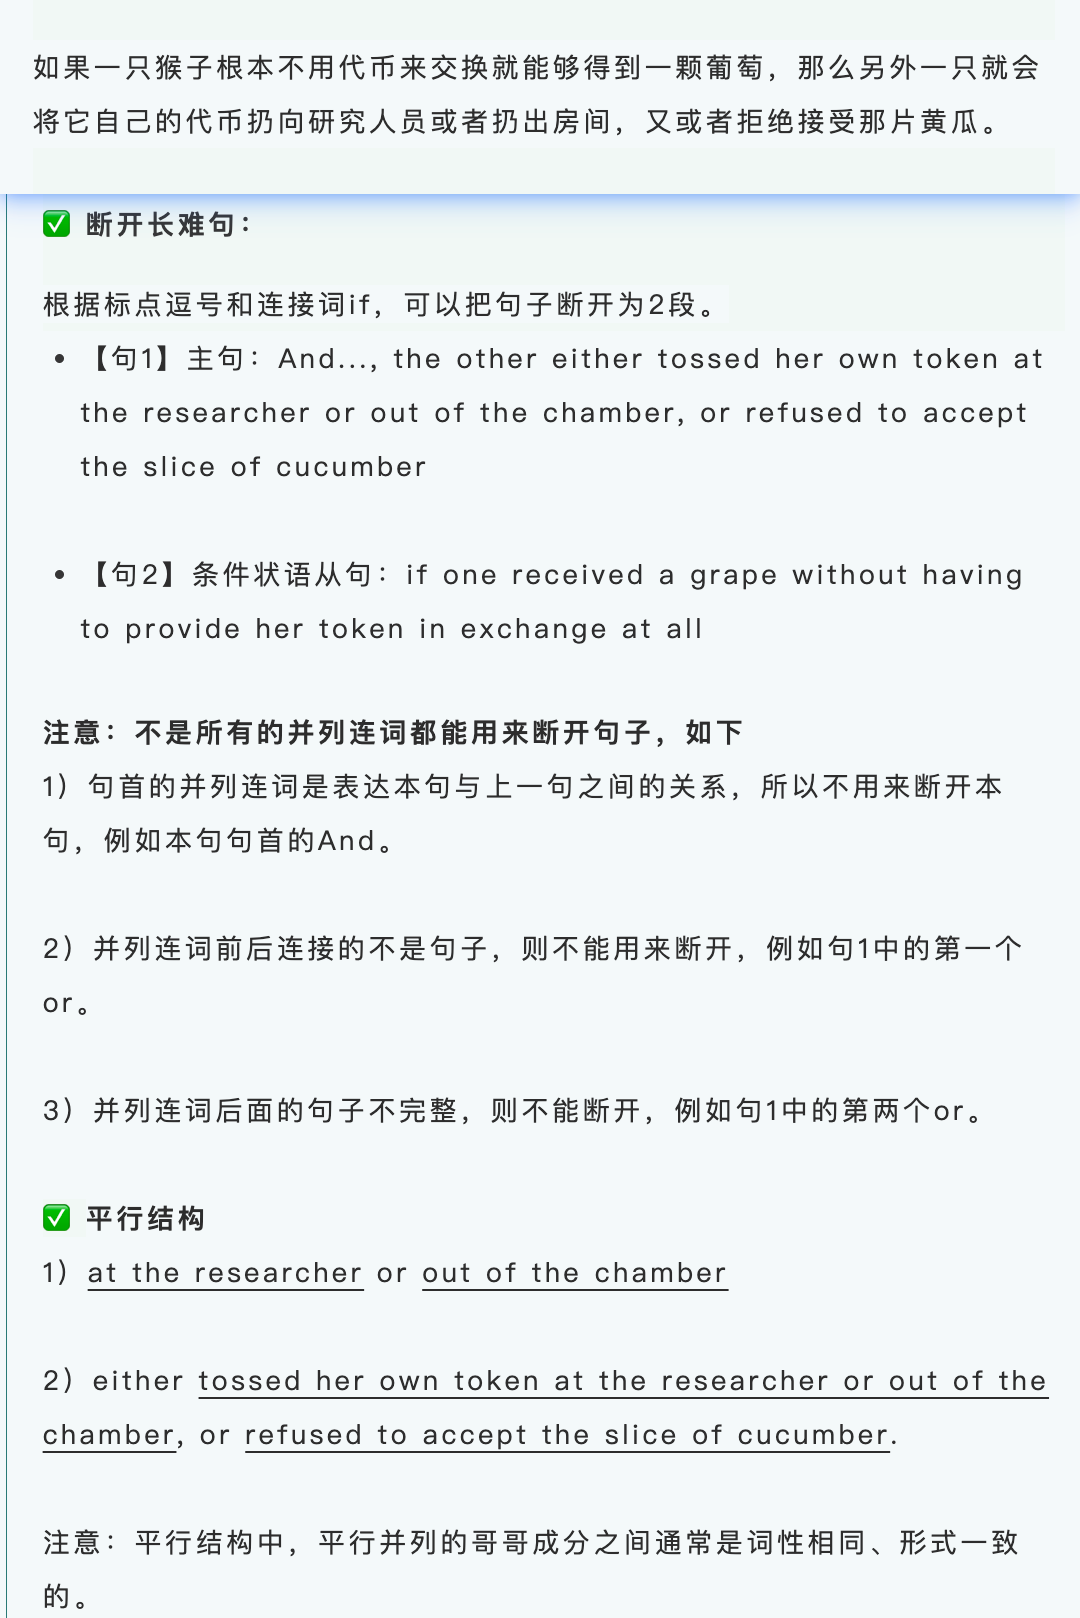 如果一只猴子根本不用代币来交换就能够得到一颗葡萄，那么另外一只就会
将它自己的代币扔向研究人员或者扔出房间，又或者拒绝接受那片黄瓜。
✅ 断开长难句：
根据标点逗号和连接词if，可以把句子断开为2段。
• 【句1】主句：And..., the other either tossed her own token at
the researcher or out of the chamber, or refused to accept
the slice of cucumber
• 【句2】条件状语从句：if one received a grape without having
to provide her token in exchange at all
注意：不是所有的并列连词都能用来断开句子，如下
1）句首的并列连词是表达本句与上一句之间的关系，所以不用来断开本
句，例如本句句首的And。
2）并列连词前后连接的不是句子，则不能用来断开，例如句1中的第一个
or。
3）并列连词后面的句子不完整，则不能断开，例如句1中的第两个or。
✅ 平行结构
1）at the researcher or out of the chamber
2）either tossed her own token at the researcher or out of the
chamber, or refused to accept the slice of cucumber.
注意：平行结构中，平行并列的哥哥成分之间通常是词性相同、形式一致
的。